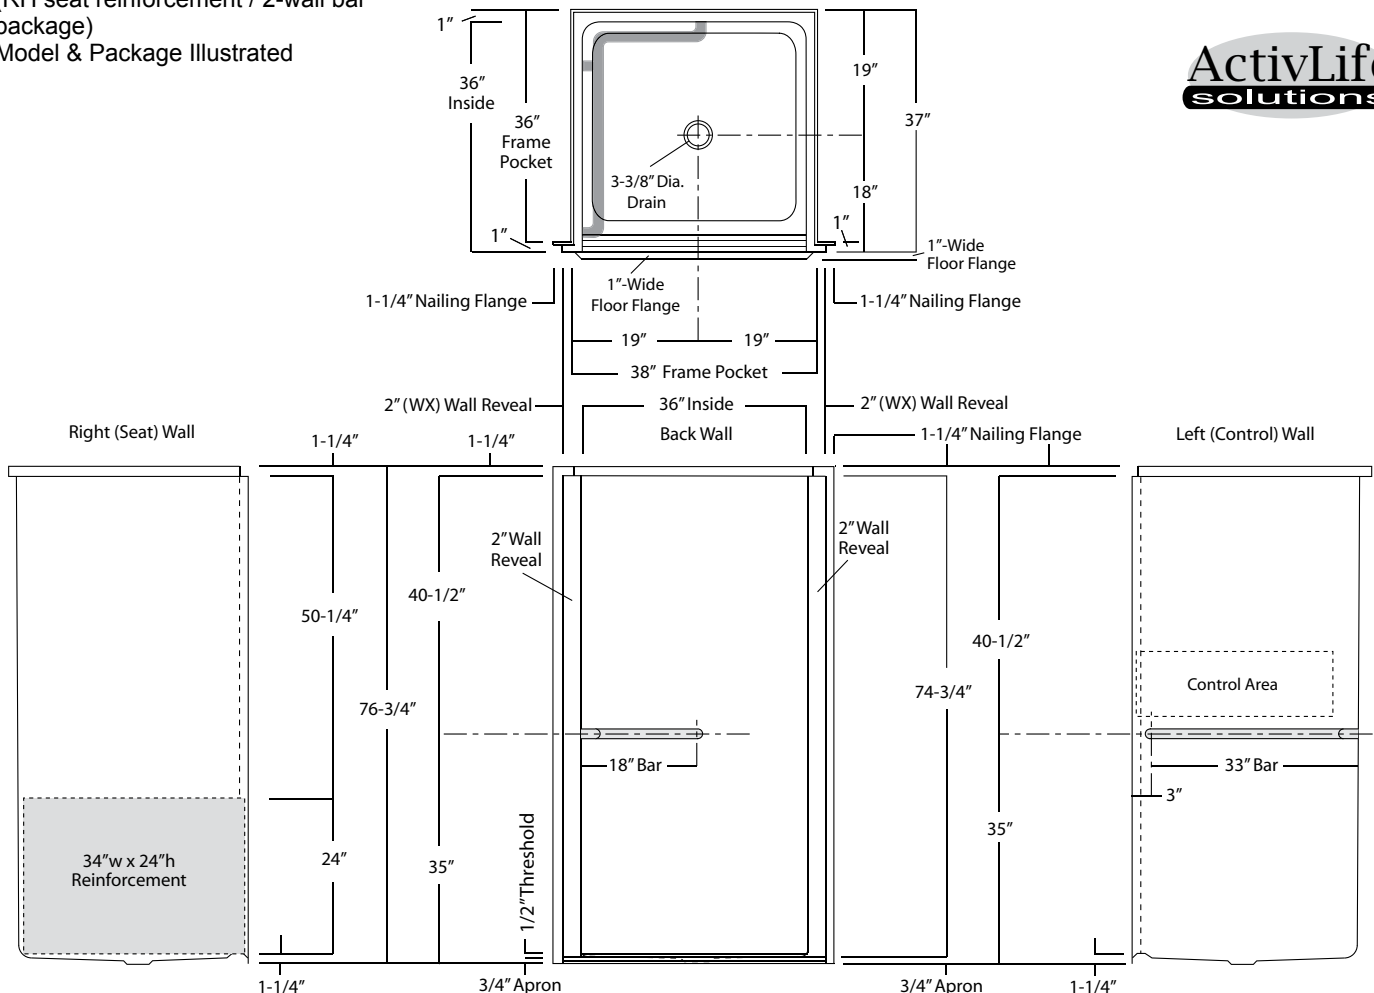 (RH seat reinforcement / 2-wall bar
package)
Model & Package Illustrated
ActivLife
solutions
1”
36”
Inside
36”
Frame
Pocket
1”
3-3/8” Dia.
Drain
19”
18”
37”
1”
1”-Wide
Floor Flange
1”-Wide
Floor Flange
1-1/4” Nailing Flange
1-1/4” Nailing Flange
19”
19”
38” Frame Pocket
2” (WX) Wall Reveal
36” Inside
2” (WX) Wall Reveal
Right (Seat) Wall
1-1/4”
1-1/4”
Back Wall
1-1/4” Nailing Flange
Left (Control) Wall
2” Wall
Reveal
2” Wall
Reveal
50-1/4”
40-1/2”
76-3/4”
40-1/2”
74-3/4”
Control Area
18” Bar
33” Bar
3”
34”w x 24”h
Reinforcement
24”
35”
1/2” Threshold
35”
1-1/4”
3/4” Apron
3/4” Apron
1-1/4”